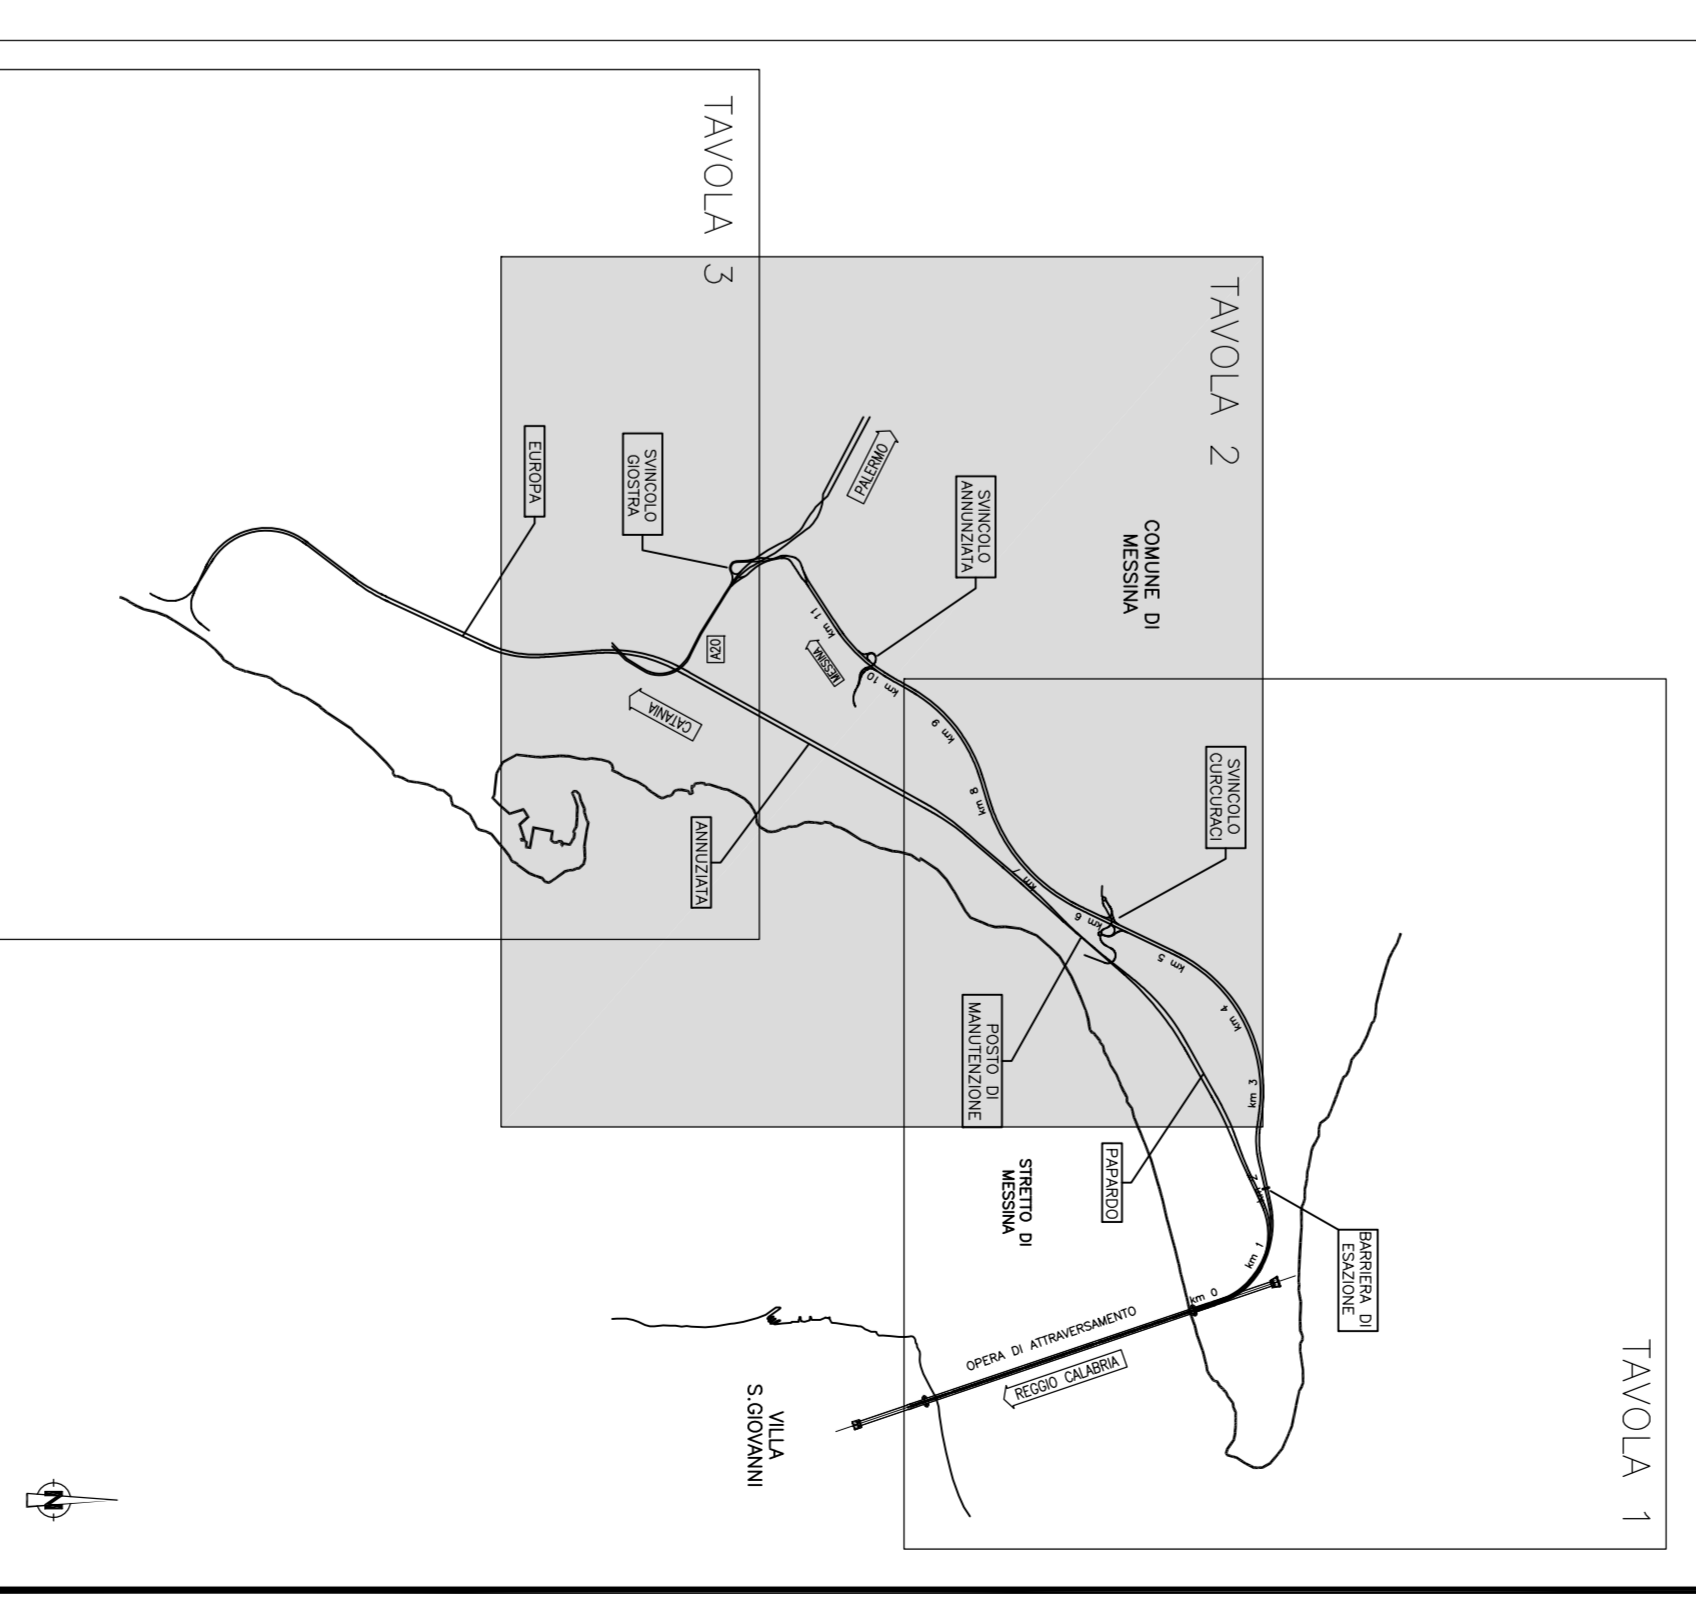 TAVOLA 1
TAVOLA 2
TAVOLA 3
COMUNE DI
MESSINA
SVINCOLO
CURCURACI
SVINCOLO
ANNUNZIATA
PALERMO
SVINCOLO
GIOSTRA
EUROPA
A20
MESSINA
CATANIA
ANNUZIATA
POSTO DI
MANUTENZIONE
PAPARDO
BARRIERA DI
ESAZIONE
STRETTO DI
MESSINA
km 0
km 1
km 2
km 3
km 4
km 5
km 6
km 7
km 8
km 9
km 10
km 11
OPERA DI ATTRAVERSAMENTO
REGGIO CALABRIA
VILLA
S.GIOVANNI
N